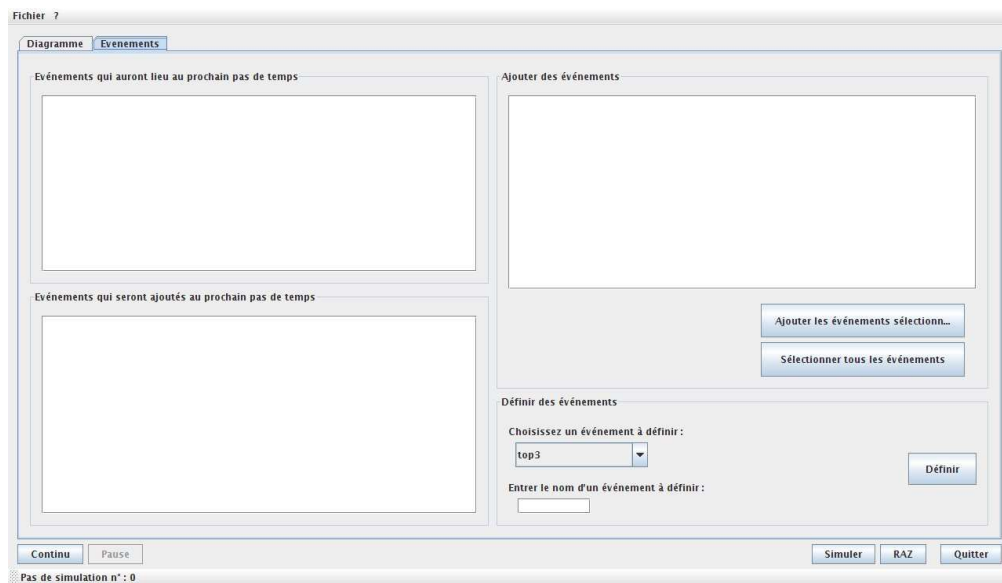 Fichier ?
Diagramme Evenements
Evénements qui auront lieu au prochain pas de temps
Evénements qui seront ajoutés au prochain pas de temps
Ajouter des événements
Ajouter les événements sélectionn...
Sélectionner tous les événements
Définir des événements
Choisissez un événement à définir :
top3
Définir
Entrer le nom d'un événement à définir :
Continu Pause Simuler RAZ Quitter
Pas de simulation n° : 0